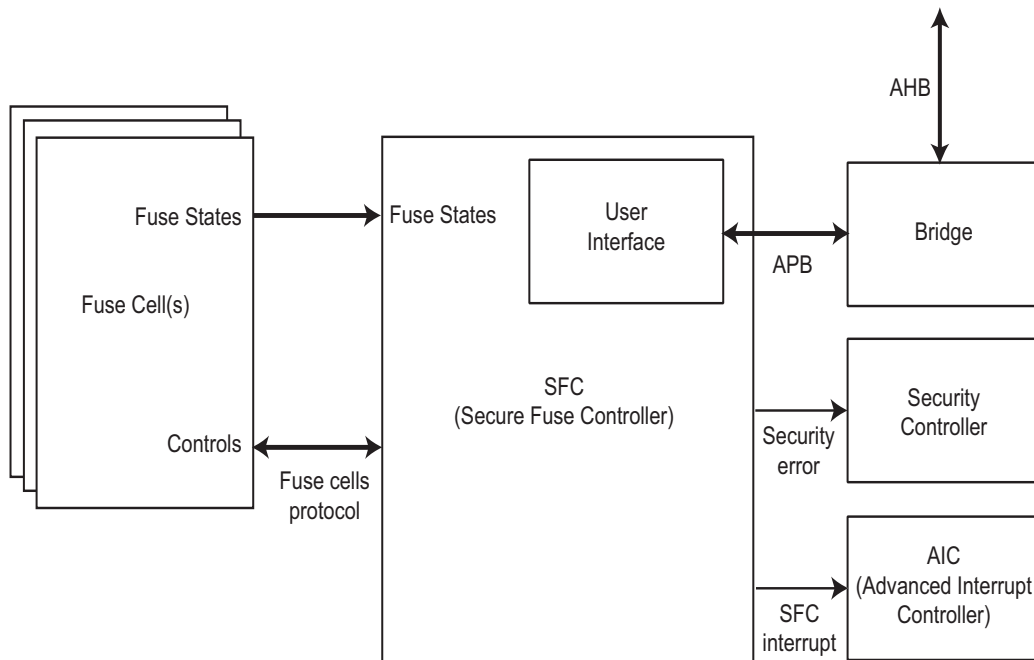 AHB
Fuse States
Fuse States
User
Interface
Bridge
APB
Fuse Cell(s)
SFC
(Secure Fuse Controller)
Security
Controller
Controls
Security
error
Fuse cells
protocol
AIC
(Advanced Interrupt
Controller)
SFC
interrupt